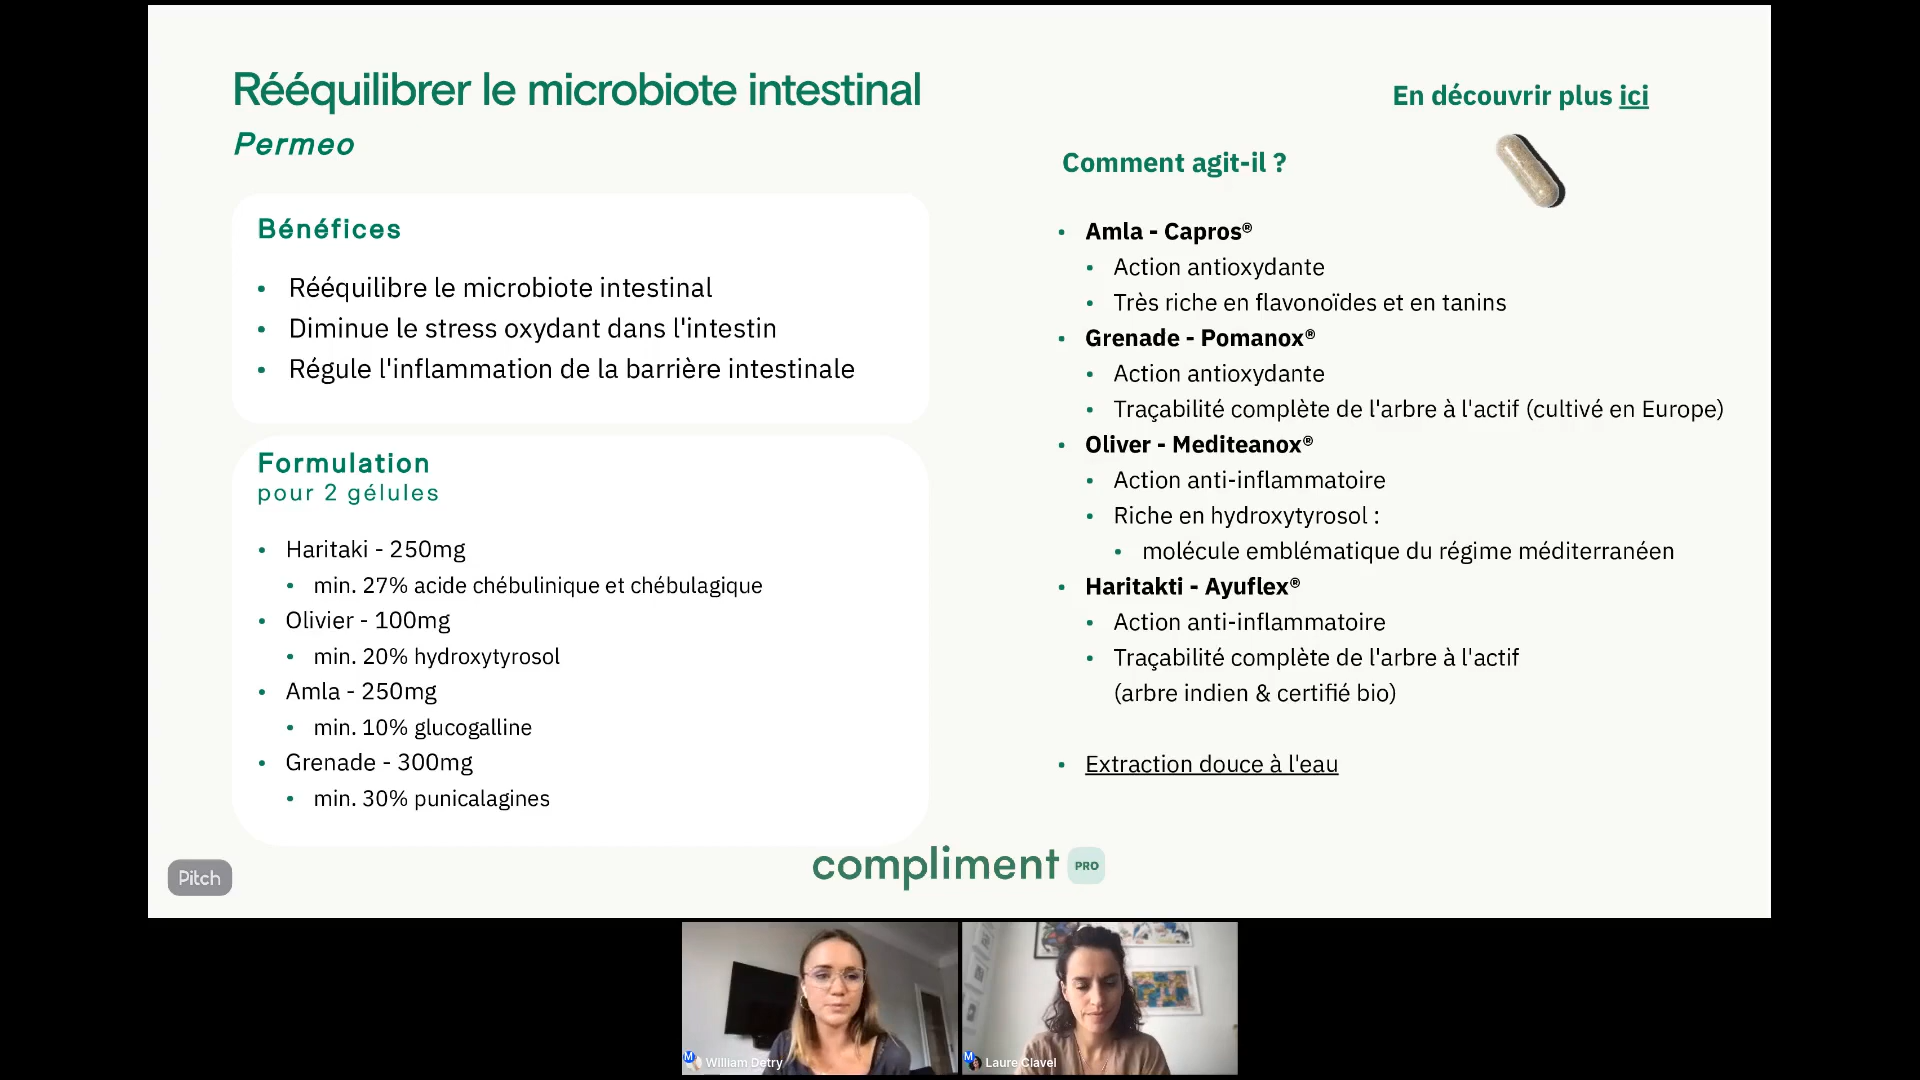 Rééquilibrer le microbiote intestinal
Permeo
Bénéfices
Rééquilibre le microbiote intestinal
Diminue le stress oxydant dans l'intestin
Régule l'inflammation de la barrière intestinale
Formulation
pour 2 gélules
Haritaki - 250mg
min. 27% acide chébulinique et chébulagique
Olivier - 100mg
min. 20% hydroxytyrosol
Amla - 250mg
min. 10% glucogalline
Grenade - 300mg
min. 30% punicalagines
En découvrir plus ici
Comment agit-il ?
Amla - Capros®
Action antioxydante
Très riche en flavonoïdes et en tanins
Grenade - Pomanox®
Action antioxydante
Traçabilité complète de l'arbre à l'actif (cultivé en Europe)
Oliver - Mediteanox®
Action anti-inflammatoire
Riche en hydroxytyrosol :
molécule emblématique du régime méditerranéen
Haritakti - Ayuflex®
Action anti-inflammatoire
Traçabilité complète de l'arbre à l'actif
(arbre indien & certifié bio)
Extraction douce à l'eau
Pitch
compliment PRO
M William Detry
M Laure Clavel